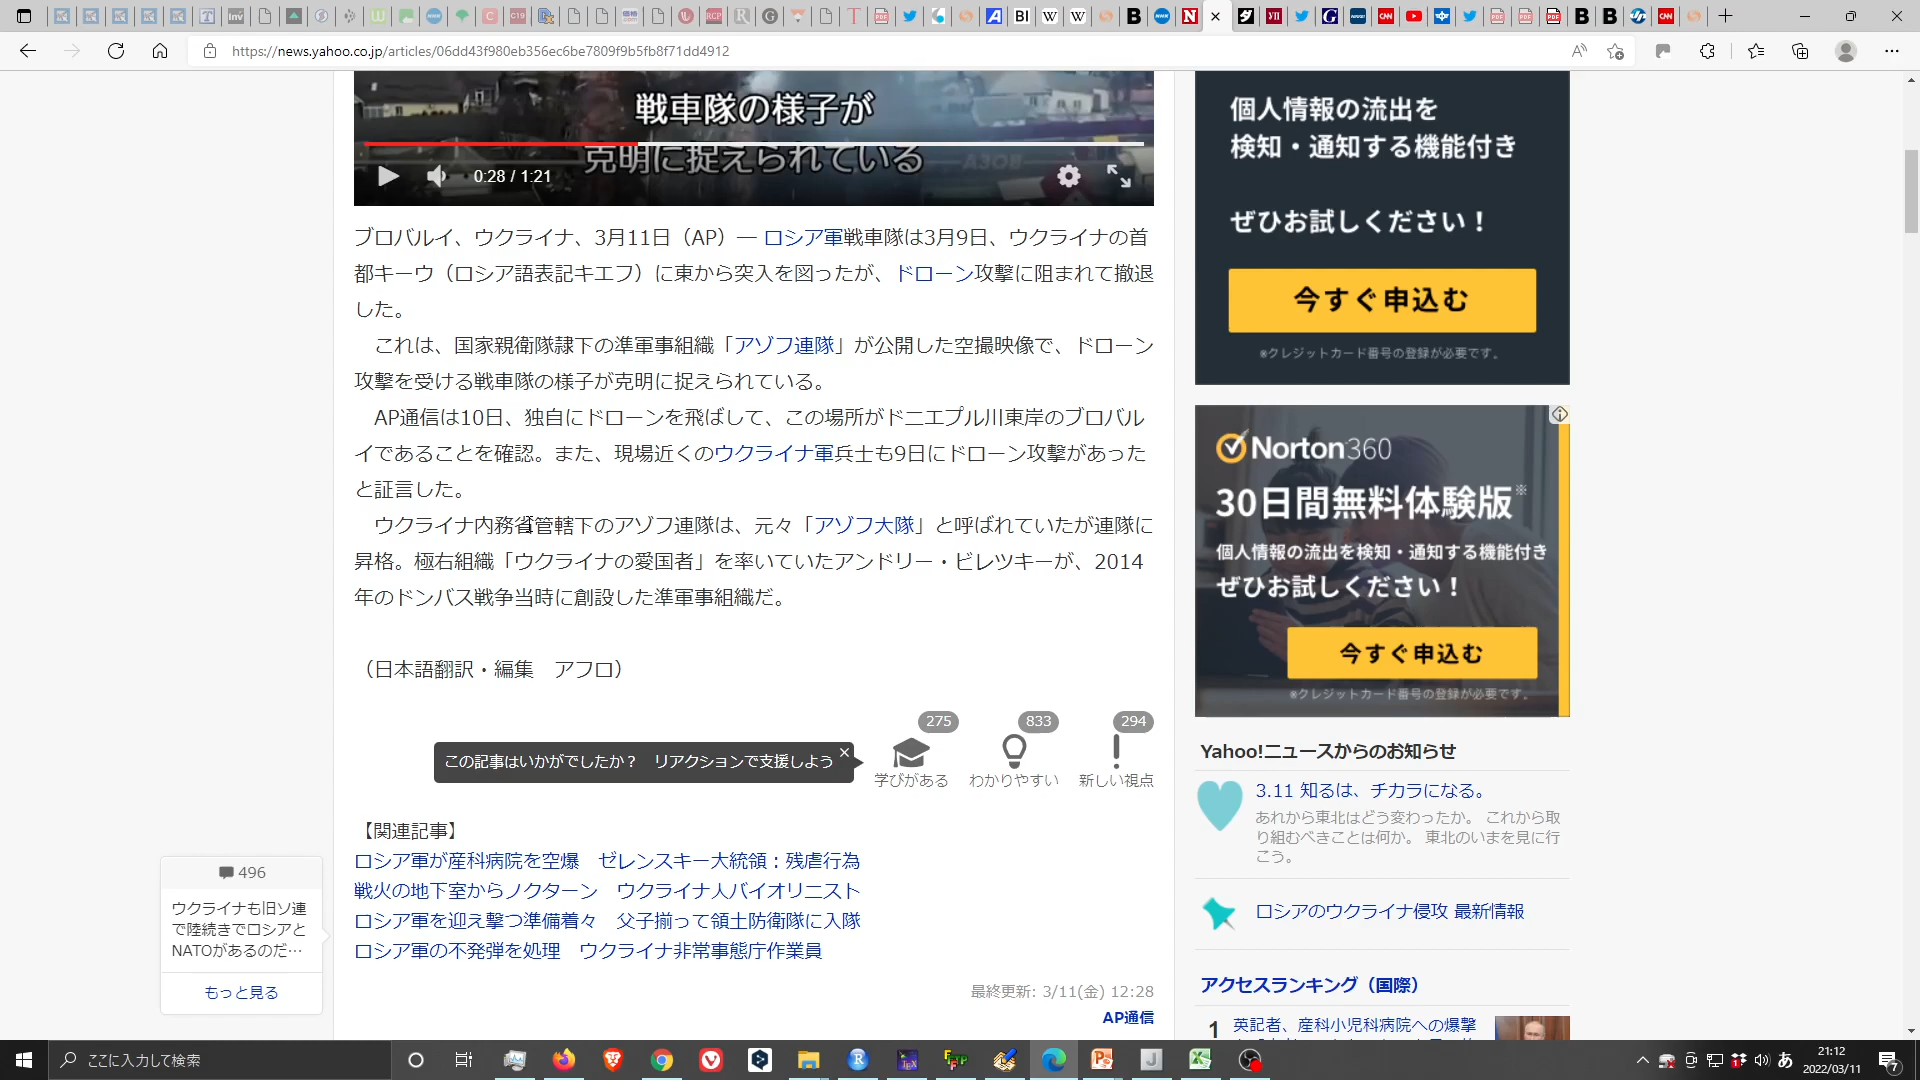 https://news.yahoo.co.jp/articles/06dd43f980eb356ec6be7809f9b5fb8f71dd4912
戦車隊の様子が
克明に捉えられている
0:28 / 1:21
ブロバルイ、ウクライナ、3月11日（AP）― ロシア軍戦車隊は3月9日、ウクライナの首
都キーウ（ロシア語表記キエフ）に東から突入を図ったが、ドローン攻撃に阻まれて撤退
した。
これは、国家親衛隊隷下の準軍事組織「アゾフ連隊」が公開した空撮映像で、ドローン
攻撃を受ける戦車隊の様子が克明に捉えられている。
AP通信は10日、独自にドローンを飛ばして、この場所がドニエプル川東岸のブロバル
イであることを確認。また、現場近くのウクライナ軍兵士も9日にドローン攻撃があった
と証言した。
ウクライナ内務省管轄下のアゾフ連隊は、元々「アゾフ大隊」と呼ばれていたが連隊に
昇格。極右組織「ウクライナの愛国者」を率いていたアンドリー・ビレツキーが、2014
年のドンバス戦争当時に創設した準軍事組織だ。
（日本語翻訳・編集　アフロ）
この記事はいかがでしたか？　リアクションで支援しよう
275
833
294
学びがある
わかりやすい
新しい視点
【関連記事】
ロシア軍が産科病院を空爆　ゼレンスキー大統領：残虐行為
戦火の地下室からノクターン　ウクライナ人バイオリニスト
ロシア軍を迎え撃つ準備着々　父子揃って領土防衛隊に入隊
ロシア軍の不発弾を処理　ウクライナ非常事態庁作業員
最終更新: 3/11(金) 12:28
AP通信
496
ウクライナも旧ソ連
で陸続きでロシアと
NATOがあるのだ…
もっと見る
個人情報の流出を
検知・通知する機能付き
ぜひお試しください！
今すぐ申込む
※クレジットカード番号の登録が必要です。
Norton360
30日間無料体験版※
個人情報の流出を検知・通知する機能付き
ぜひお試しください！
今すぐ申込む
※クレジットカード番号の登録が必要です。
Yahoo!ニュースからのお知らせ
3.11 知るは、チカラになる。
あれから東北はどう変わったか。 これから取
り組むべきことは何か。 東北のいまを見に行
こう。
ロシアのウクライナ侵攻 最新情報
アクセスランキング（国際）
1
英記者、産科小児科病院への爆撃
ここに入力して検索
あ
21:12
2022/03/11
7